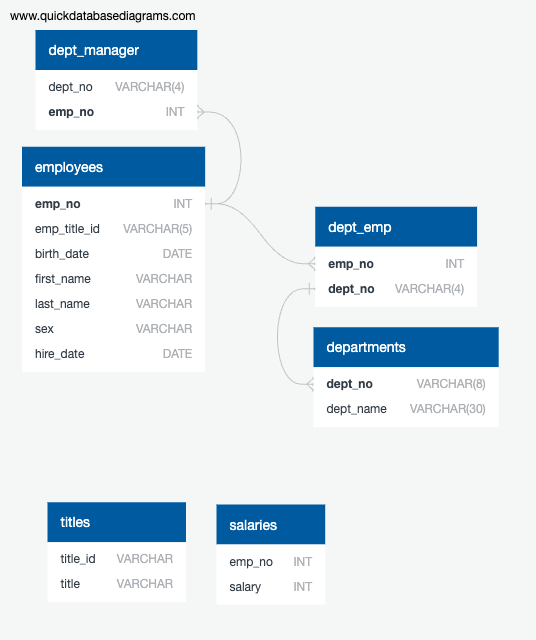 www.quickdatabasediagrams.com
dept_manager
dept_no VARCHAR(4)
emp_no INT
employees
emp_no INT
emp_title_id VARCHAR(5)
birth_date DATE
first_name VARCHAR
last_name VARCHAR
sex VARCHAR
hire_date DATE
dept_emp
emp_no INT
dept_no VARCHAR(4)
departments
dept_no VARCHAR(8)
dept_name VARCHAR(30)
titles
title_id VARCHAR
title VARCHAR
salaries
emp_no INT
salary INT